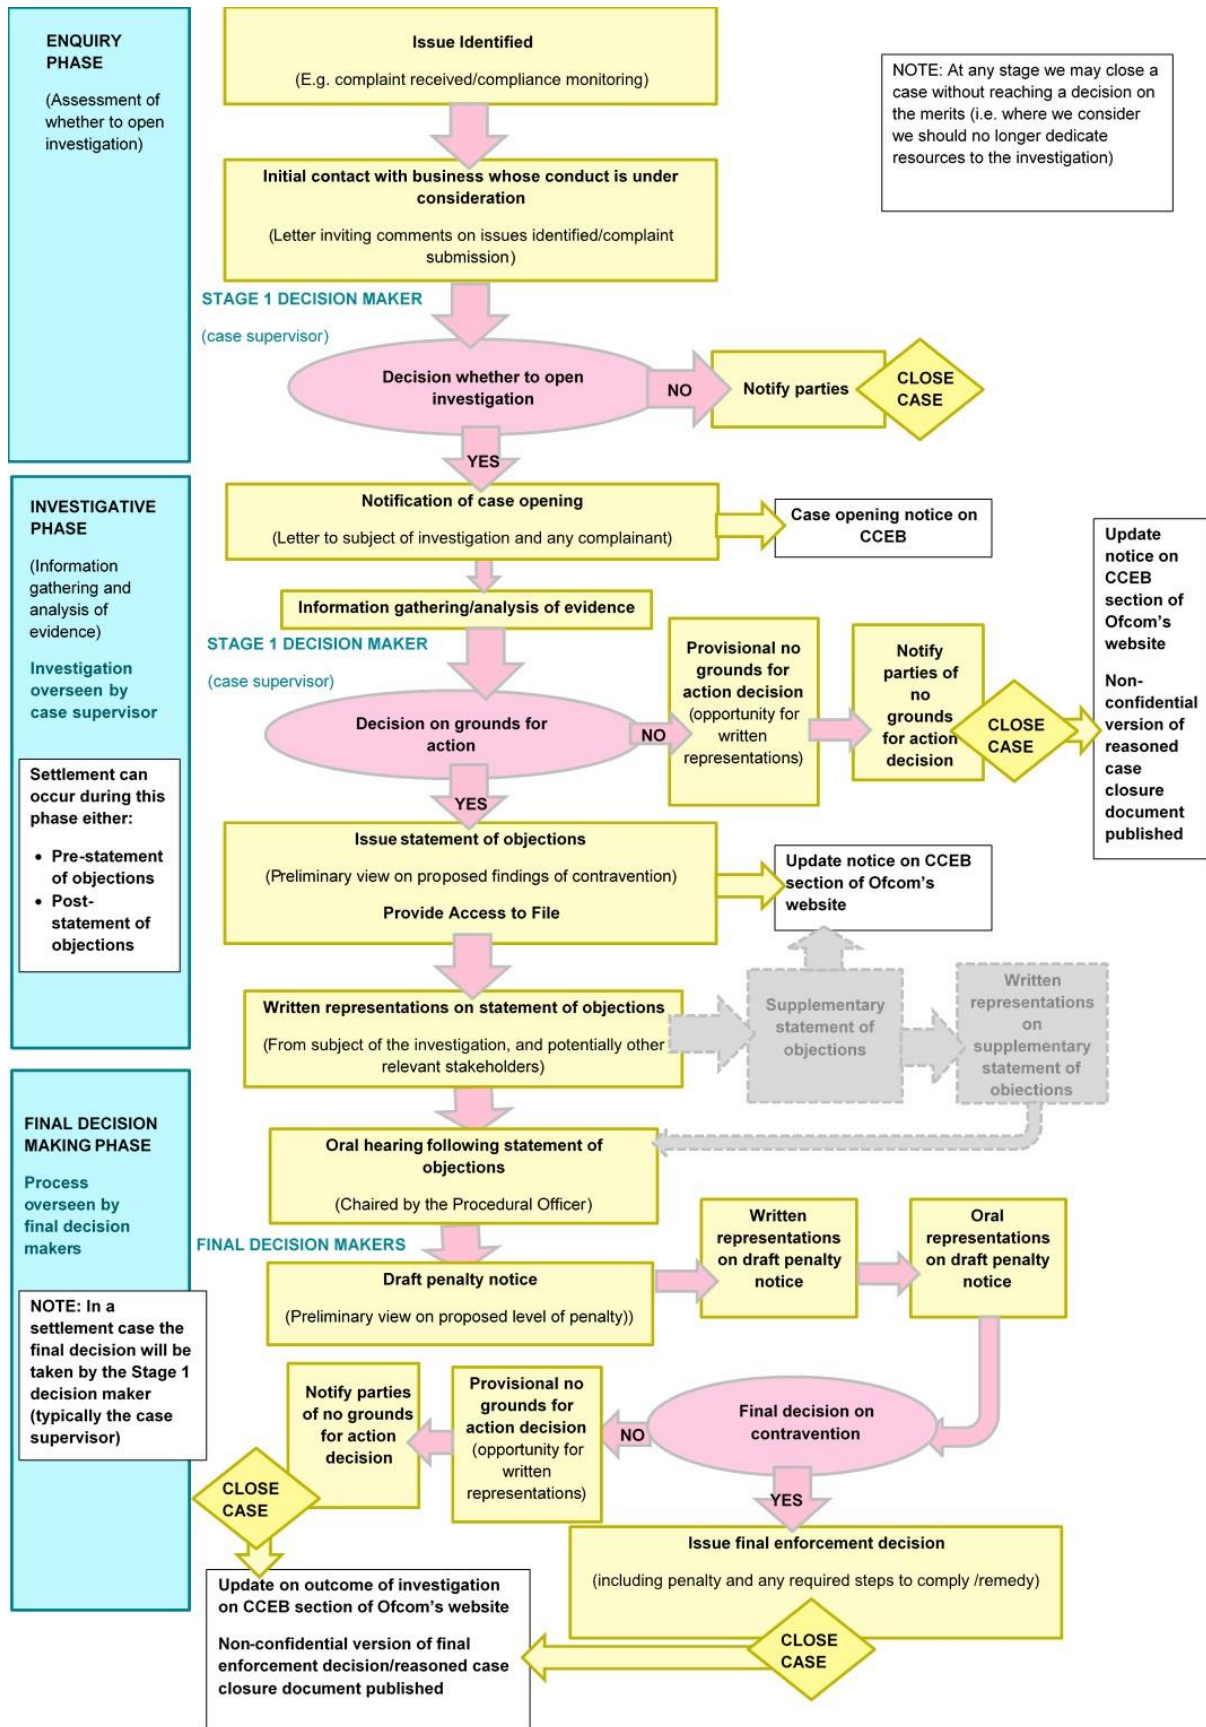 ENQUIRY
PHASE
(Assessment of
whether to open
investigation)
Issue Identified
(E.g. complaint received/compliance monitoring)
NOTE: At any stage we may close a
case without reaching a decision on
the merits (i.e. where we consider
we should no longer dedicate
resources to the investigation)
Initial contact with business whose conduct is under
consideration
(Letter inviting comments on issues identified/complaint
submission)
STAGE 1 DECISION MAKER
(case supervisor)
Decision whether to open
investigation
NO
Notify parties
CLOSE
CASE
YES
INVESTIGATIVE
PHASE
(Information
gathering and
analysis of
evidence)
Investigation
overseen by
case supervisor
Settlement can
occur during this
phase either:
• Pre-statement
of objections
• Post-
statement of
objections
Notification of case opening
(Letter to subject of investigation and any complainant)
Case opening notice on
CCEB
Information gathering/analysis of evidence
STAGE 1 DECISION MAKER
(case supervisor)
Decision on grounds for
action
NO
Provisional no
grounds for
action decision
(opportunity for
written
representations)
Notify
parties of
no
grounds
for action
decision
CLOSE
CASE
Update
notice on
CCEB
section of
Ofcom's
website
Non-
confidential
version of
reasoned
case
closure
document
published
YES
Issue statement of objections
(Preliminary view on proposed findings of contravention)
Provide Access to File
Update notice on CCEB
section of Ofcom's
website
Written representations on statement of objections
(From subject of the investigation, and potentially other
relevant stakeholders)
Supplementary
statement of
objections
Written
representations
on
supplementary
statement of
objections
FINAL DECISION
MAKING PHASE
Process
overseen by
final decision
makers
NOTE: In a
settlement case the
final decision will be
taken by the Stage 1
decision maker
(typically the case
supervisor)
Oral hearing following statement of
objections
(Chaired by the Procedural Officer)
FINAL DECISION MAKERS
Draft penalty notice
(Preliminary view on proposed level of penalty))
Written
representations
on draft penalty
notice
Oral
representations
on draft penalty
notice
Final decision on
contravention
NO
Provisional no
grounds for
action decision
(opportunity for
written
representations)
Notify parties
of no grounds
for action
decision
CLOSE
CASE
YES
Issue final enforcement decision
(including penalty and any required steps to comply /remedy)
CLOSE
CASE
Update on outcome of investigation
on CCEB section of Ofcom's website
Non-confidential version of final
enforcement decision/reasoned case
closure document published